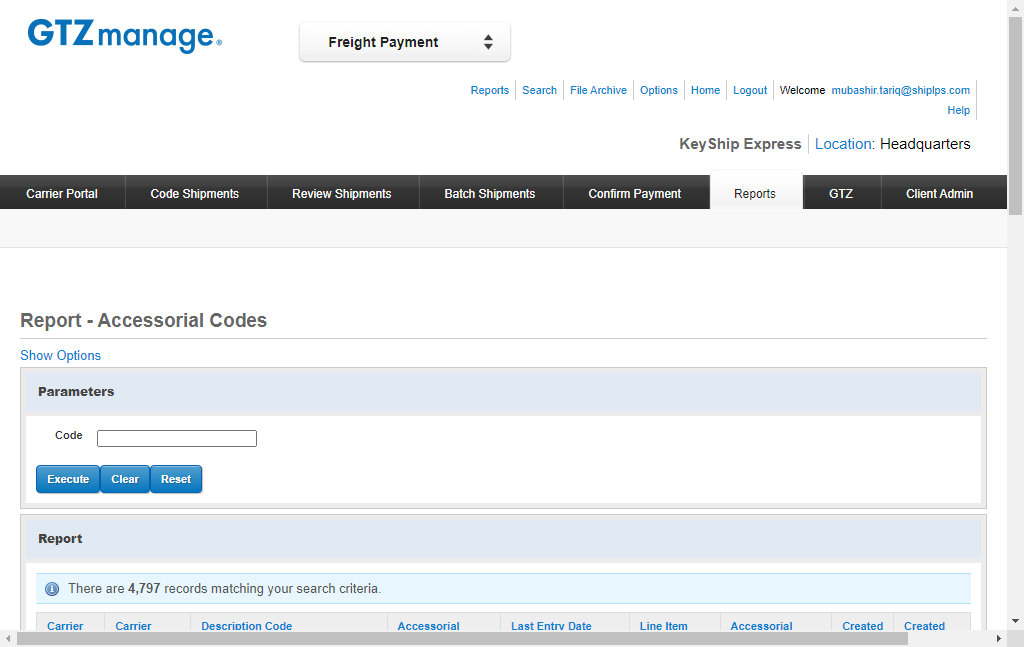 GTZmanage®
Freight Payment
Reports Search File Archive Options Home Logout Welcome mubashir.tariq@shiplps.com
Help
KeyShip Express Location: Headquarters
Carrier Portal Code Shipments Review Shipments Batch Shipments Confirm Payment Reports GTZ Client Admin
Report - Accessorial Codes
Show Options
Parameters
Code
Execute Clear Reset
Report
There are 4,797 records matching your search criteria.
Carrier Carrier Description Code Accessorial Last Entry Date Line Item Accessorial Created Created